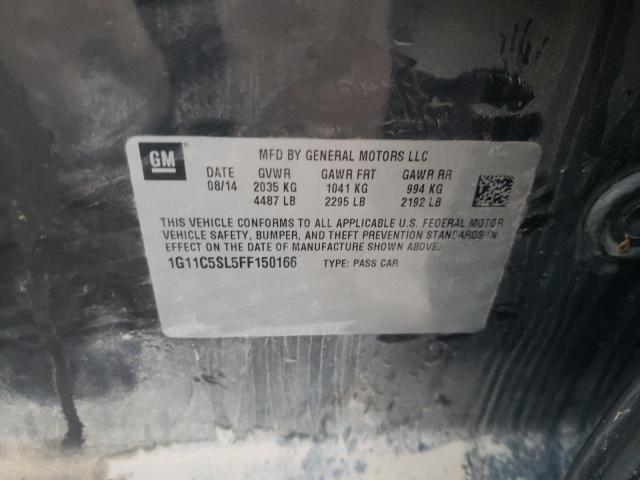 GM
MFD BY GENERAL MOTORS LLC
DATE GVWR GAWR FRT GAWR RR
08/14 2035 KG 1041 KG 994 KG
4487 LB 2295 LB 2192 LB
THIS VEHICLE CONFORMS TO ALL APPLICABLE U.S. FEDERAL MOTOR
VEHICLE SAFETY, BUMPER, AND THEFT PREVENTION STANDARDS IN
EFFECT ON THE DATE OF MANUFACTURE SHOWN ABOVE.
1G11C5SL5FF150166 TYPE: PASS CAR